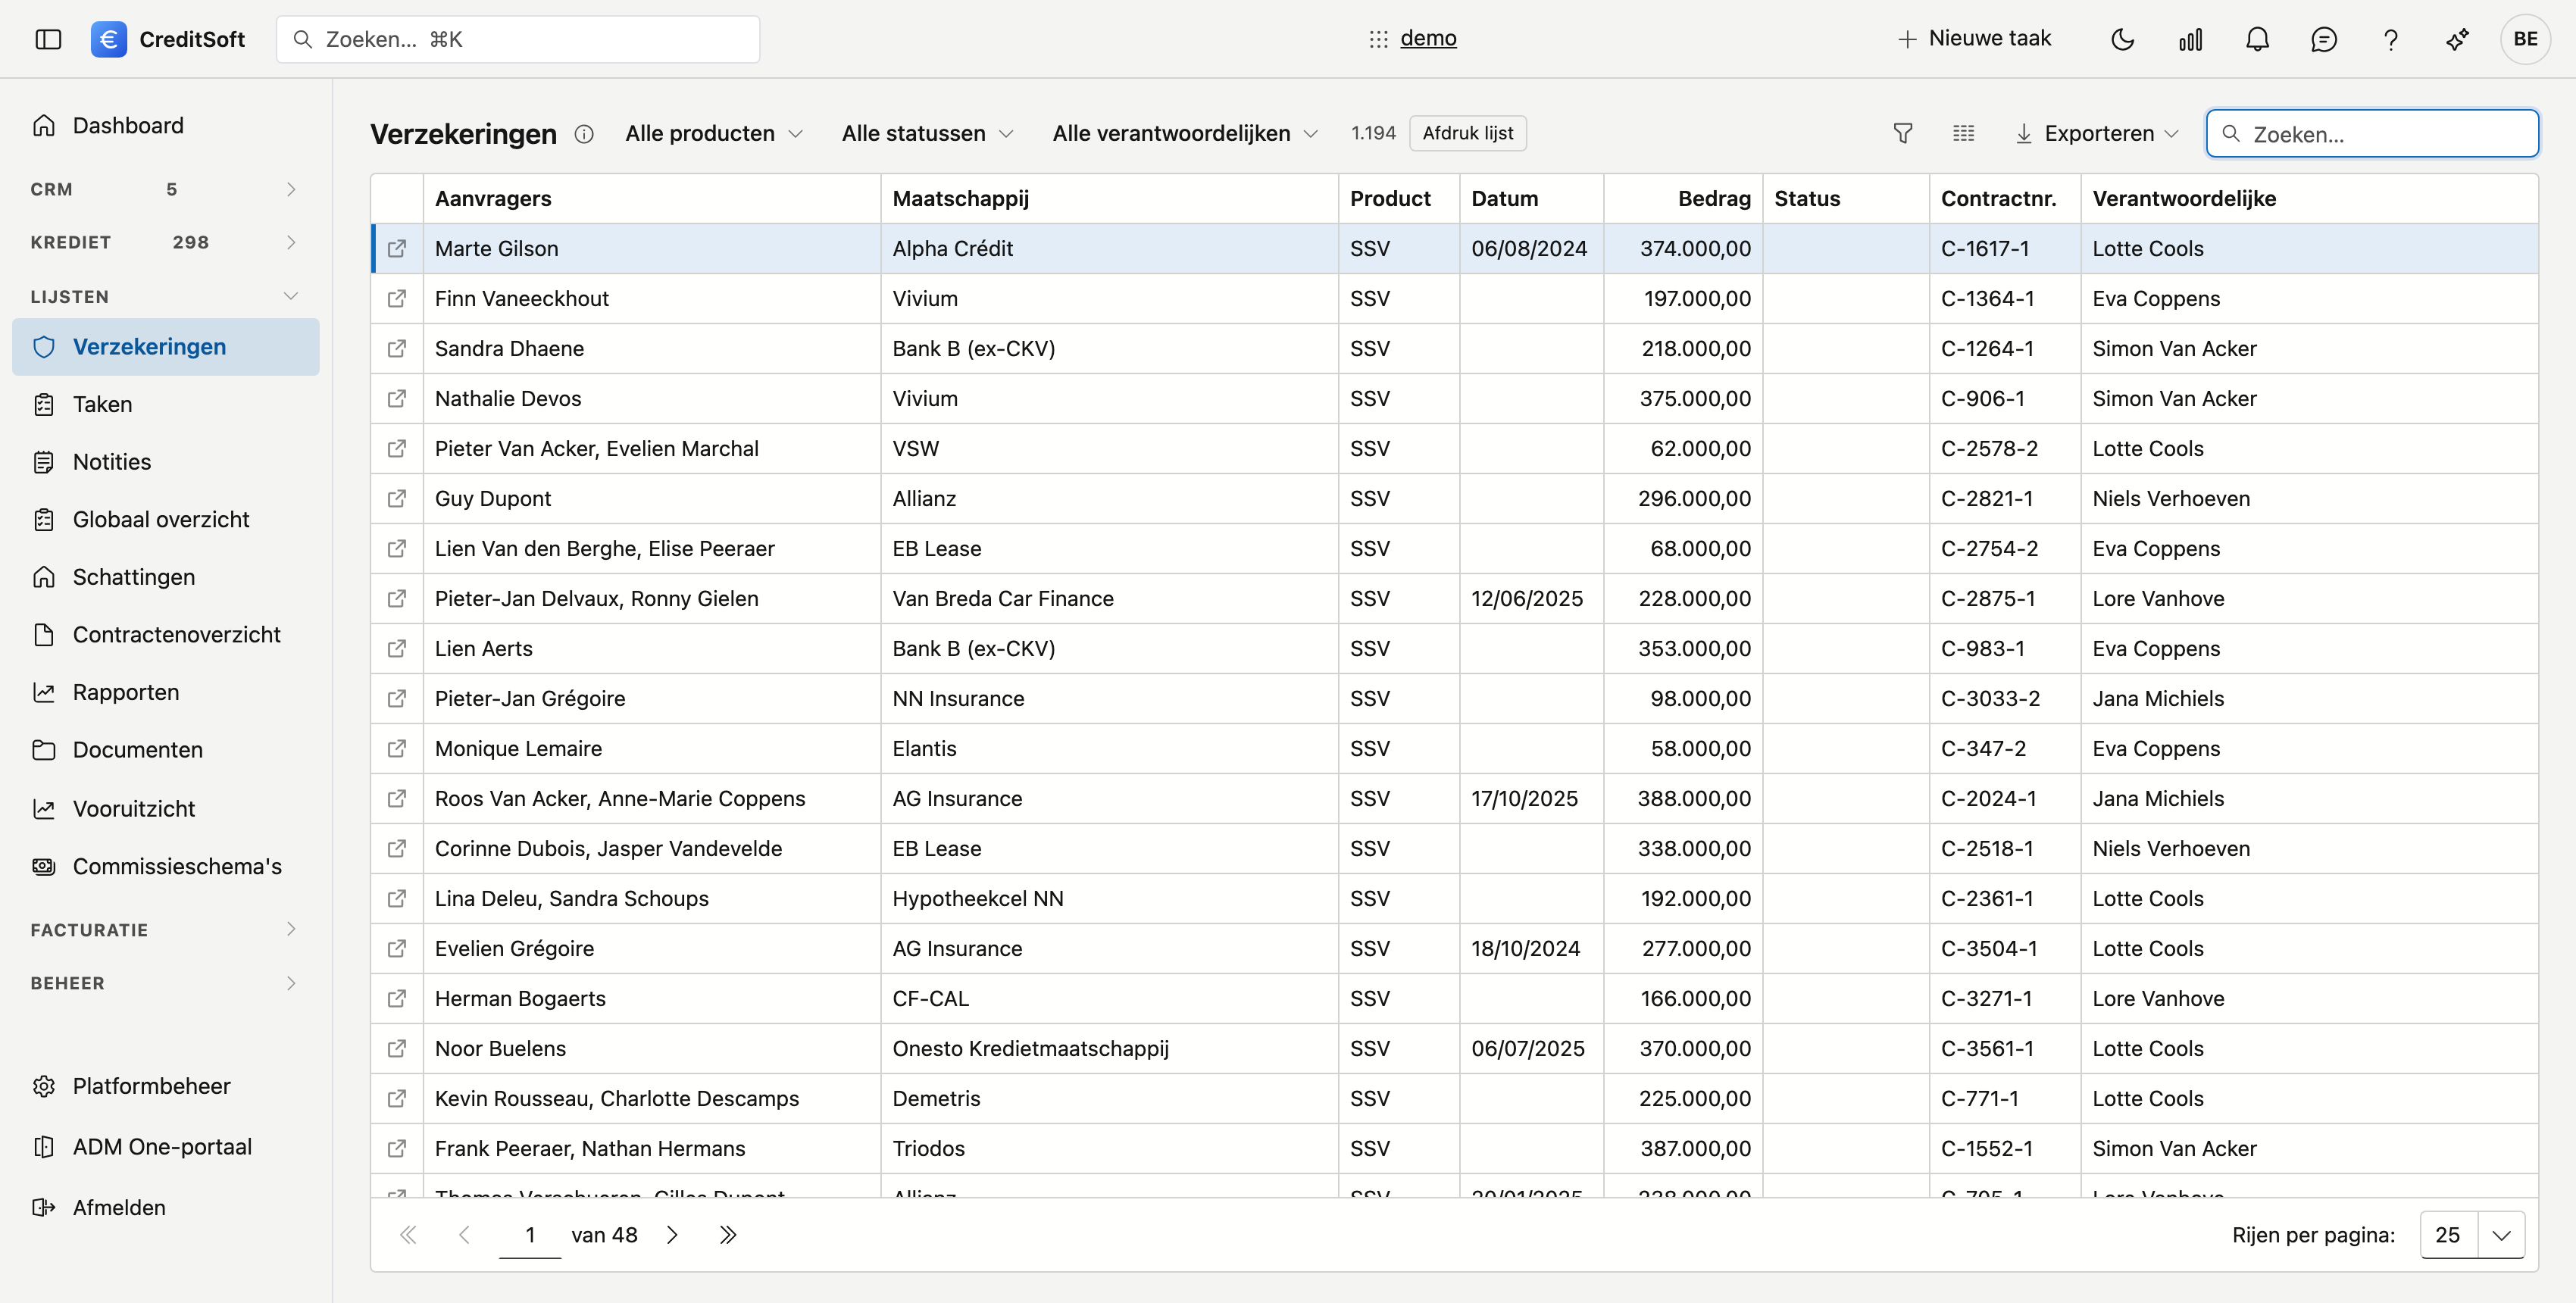 CreditSoft
Zoeken... ⌘K
demo
Nieuwe taak
BE
Dashboard
CRM 5
KREDIET 298
LIJSTEN
Verzekeringen
Taken
Notities
Globaal overzicht
Schattingen
Contractenoverzicht
Rapporten
Documenten
Vooruitzicht
Commissieschema's
FACTURATIE
BEHEER
Platformbeheer
ADM One-portaal
Afmelden
Verzekeringen Alle producten Alle statussen Alle verantwoordelijken 1.194 Afdruk lijst Exporteren Zoeken...
Aanvragers Maatschappij Product Datum Bedrag Status Contractnr. Verantwoordelijke
Marte Gilson Alpha Crédit SSV 06/08/2024 374.000,00 C-1617-1 Lotte Cools
Finn Vaneeckhout Vivium SSV 197.000,00 C-1364-1 Eva Coppens
Sandra Dhaene Bank B (ex-CKV) SSV 218.000,00 C-1264-1 Simon Van Acker
Nathalie Devos Vivium SSV 375.000,00 C-906-1 Simon Van Acker
Pieter Van Acker, Evelien Marchal VSW SSV 62.000,00 C-2578-2 Lotte Cools
Guy Dupont Allianz SSV 296.000,00 C-2821-1 Niels Verhoeven
Lien Van den Berghe, Elise Peeraer EB Lease SSV 68.000,00 C-2754-2 Eva Coppens
Pieter-Jan Delvaux, Ronny Gielen Van Breda Car Finance SSV 12/06/2025 228.000,00 C-2875-1 Lore Vanhove
Lien Aerts Bank B (ex-CKV) SSV 353.000,00 C-983-1 Eva Coppens
Pieter-Jan Grégoire NN Insurance SSV 98.000,00 C-3033-2 Jana Michiels
Monique Lemaire Elantis SSV 58.000,00 C-347-2 Eva Coppens
Roos Van Acker, Anne-Marie Coppens AG Insurance SSV 17/10/2025 388.000,00 C-2024-1 Jana Michiels
Corinne Dubois, Jasper Vandevelde EB Lease SSV 338.000,00 C-2518-1 Niels Verhoeven
Lina Deleu, Sandra Schoups Hypotheekcel NN SSV 192.000,00 C-2361-1 Lotte Cools
Evelien Grégoire AG Insurance SSV 18/10/2024 277.000,00 C-3504-1 Lotte Cools
Herman Bogaerts CF-CAL SSV 166.000,00 C-3271-1 Lore Vanhove
Noor Buelens Onesto Kredietmaatschappij SSV 06/07/2025 370.000,00 C-3561-1 Lotte Cools
Kevin Rousseau, Charlotte Descamps Demetris SSV 225.000,00 C-771-1 Lotte Cools
Frank Peeraer, Nathan Hermans Triodos SSV 387.000,00 C-1552-1 Simon Van Acker
1 van 48
Rijen per pagina: 25